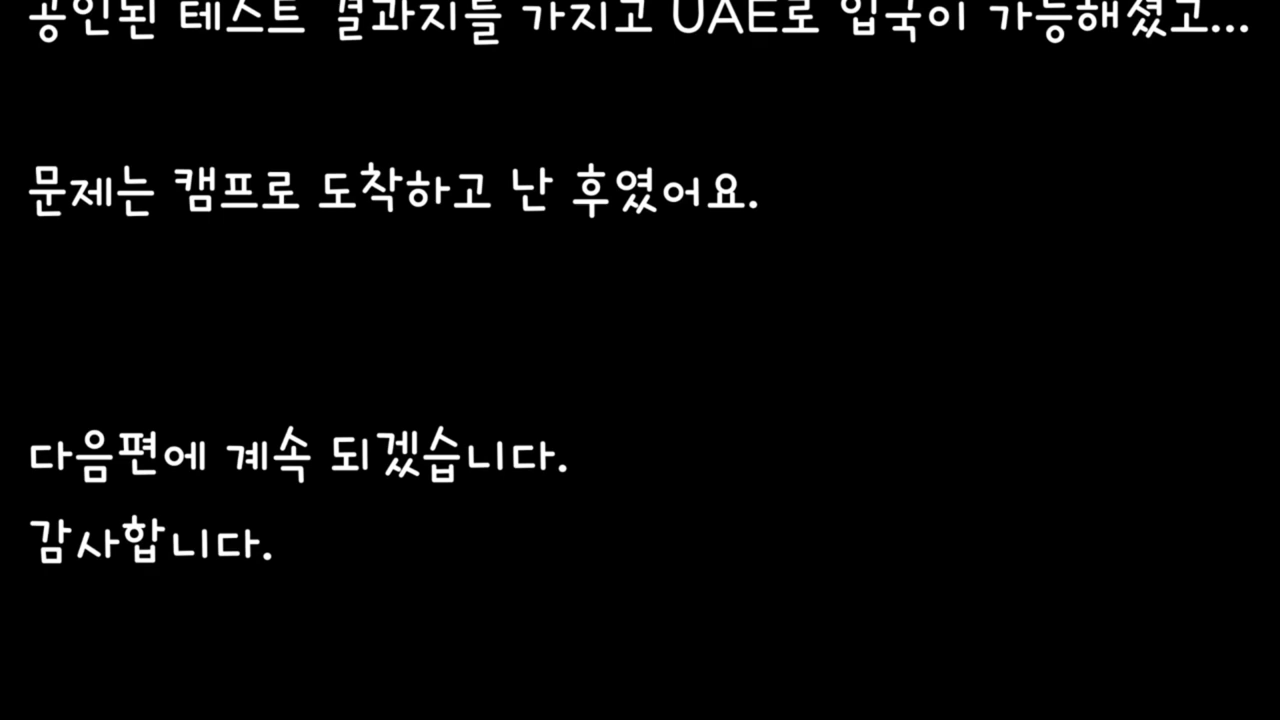 공인된 테스트 결과지를 가지고 UAE로 입국이 가능해졌고...
문제는 캠프로 도착하고 난 후였어요.
다음편에 계속 되겠습니다.
감사합니다.